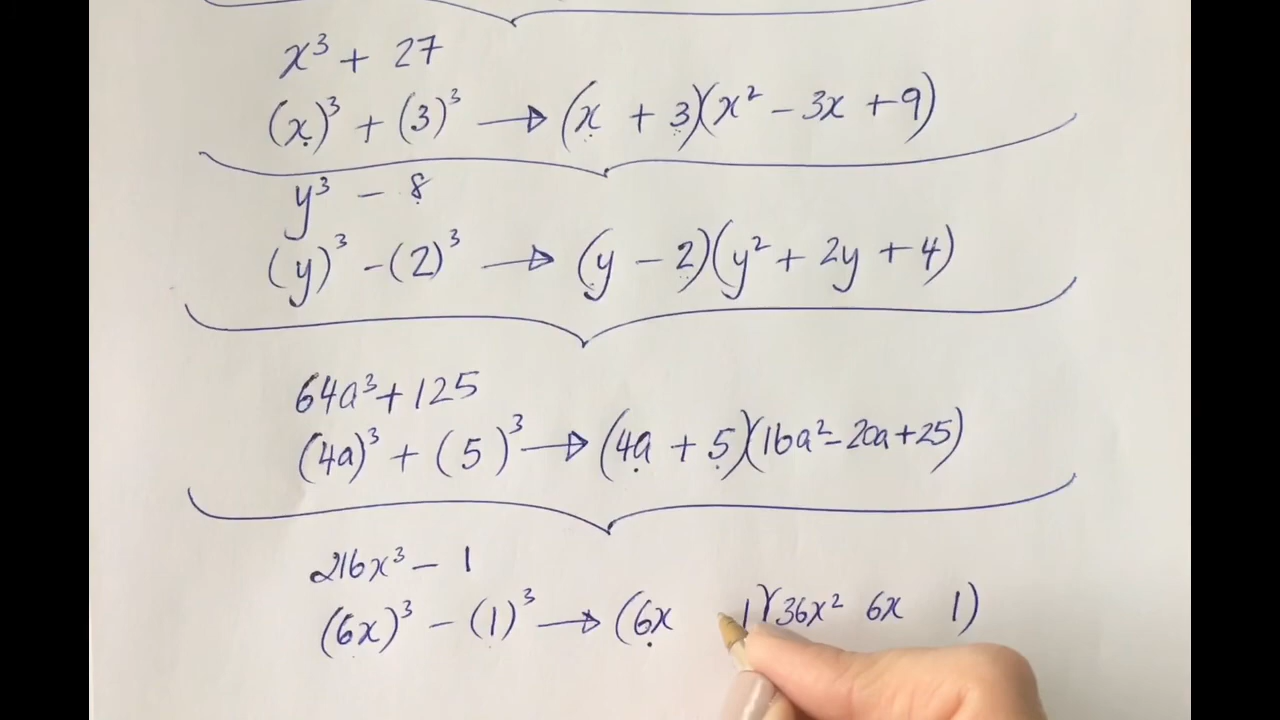 x³ + 27
(x)³ + (3)³ → (x + 3)(x² - 3x + 9)
y³ - 8
(y)³ - (2)³ → (y - 2)(y² + 2y + 4)
64a³ + 125
(4a)³ + (5)³ → (4a + 5)(16a² - 20a + 25)
216x³ - 1
(6x)³ - (1)³ → (6x 1)(36x² 6x 1)